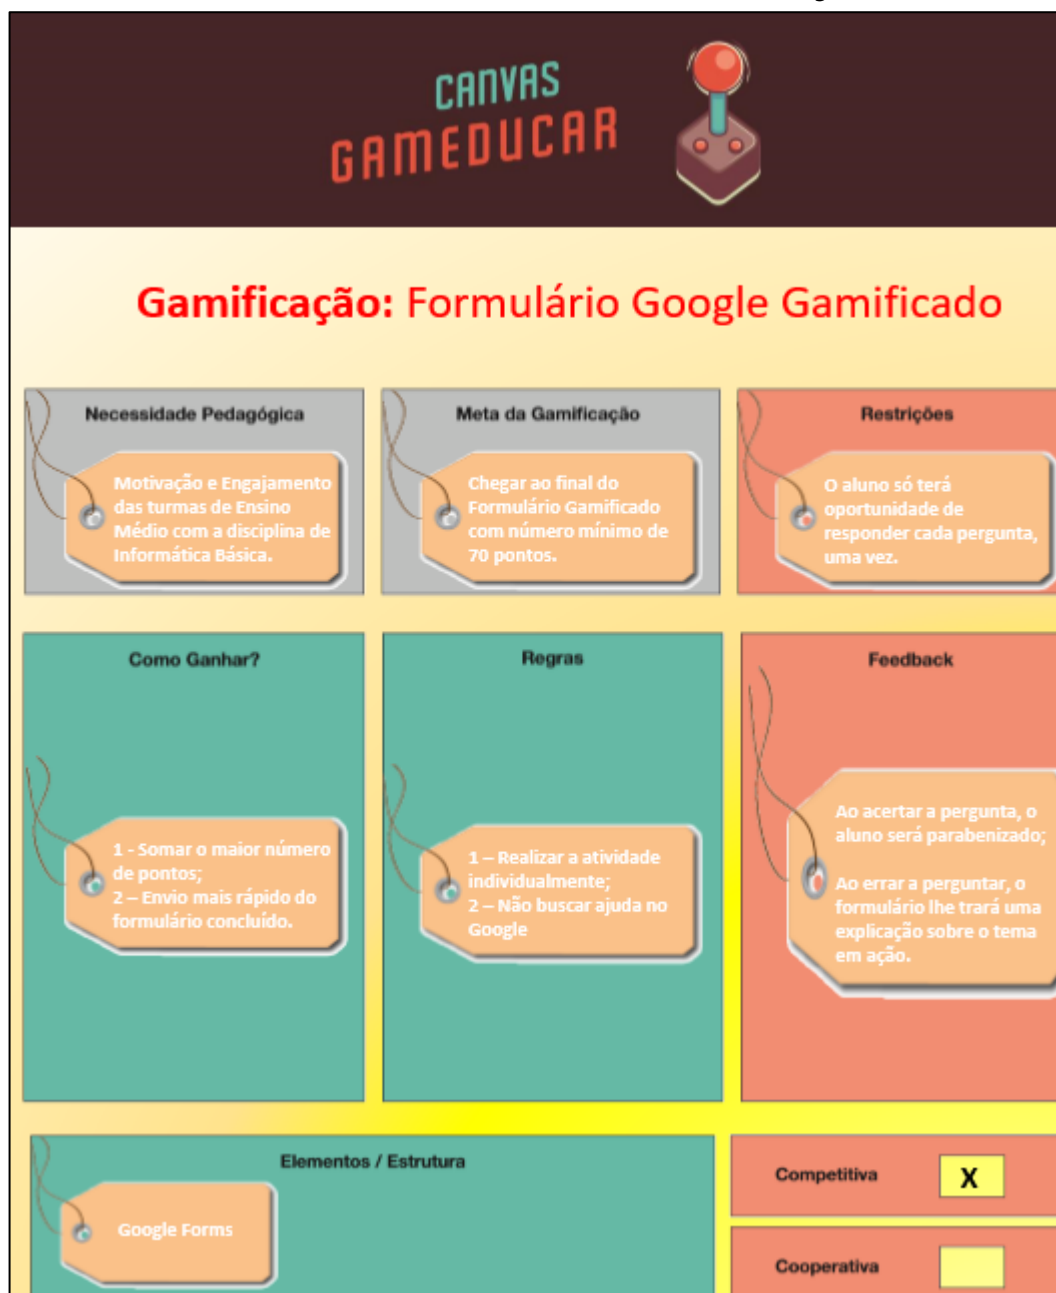 CANVAS
GAMEDUCAR
Gamificação: Formulário Google Gamificado
Necessidade Pedagógica
Motivação e Engajamento
das turmas de Ensino
Médio com a disciplina de
Informática Básica.
Meta da Gamificação
Chegar ao final do
Formulário Gamificado
com número mínimo de
70 pontos.
Restrições
O aluno só terá
oportunidade de
responder cada pergunta,
uma vez.
Como Ganhar?
1 - Somar o maior número
de pontos;
2 – Envio mais rápido do
formulário concluído.
Regras
1 – Realizar a atividade
individualmente;
2 – Não buscar ajuda no
Google
Feedback
Ao acertar a pergunta, o
aluno será parabenizado;
Ao errar a perguntar, o
formulário lhe trará uma
explicação sobre o tema
em ação.
Elementos / Estrutura
Google Forms
Competitiva
X
Cooperativa